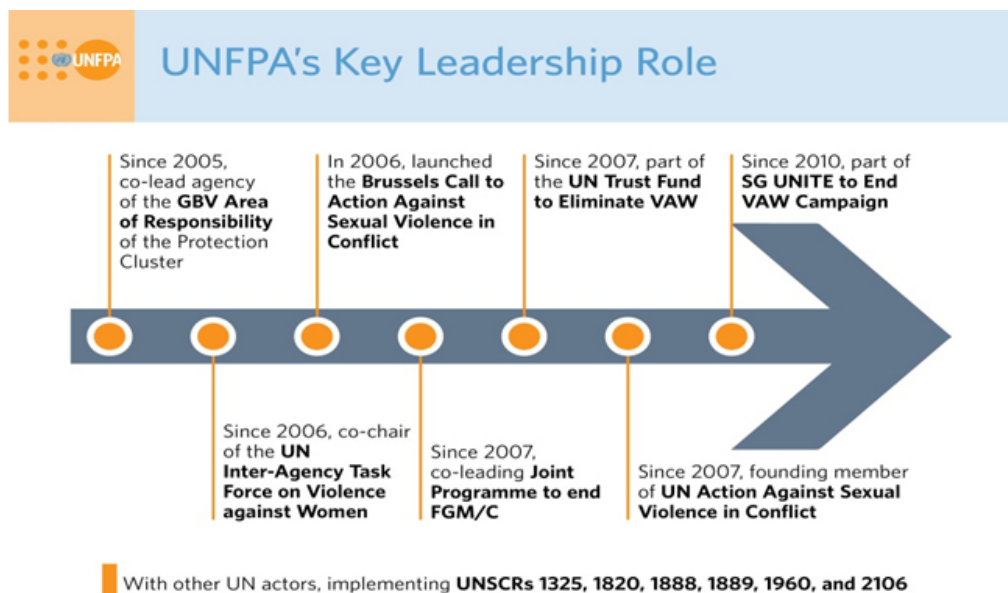 UNFPA
UNFPA's Key Leadership Role
Since 2005,
co-lead agency
of the GBV Area
of Responsibility
of the Protection
Cluster
In 2006, launched
the Brussels Call to
Action Against
Sexual Violence in
Conflict
Since 2007, part of
the UN Trust Fund
to Eliminate VAW
Since 2010, part of
SG UNITE to End
VAW Campaign
Since 2006, co-chair
of the UN
Inter-Agency Task
Force on Violence
against Women
Since 2007,
co-leading Joint
Programme to end
FGM/C
Since 2007, founding member
of UN Action Against Sexual
Violence in Conflict
With other UN actors, implementing UNSCRs 1325, 1820, 1888, 1889, 1960, and 2106